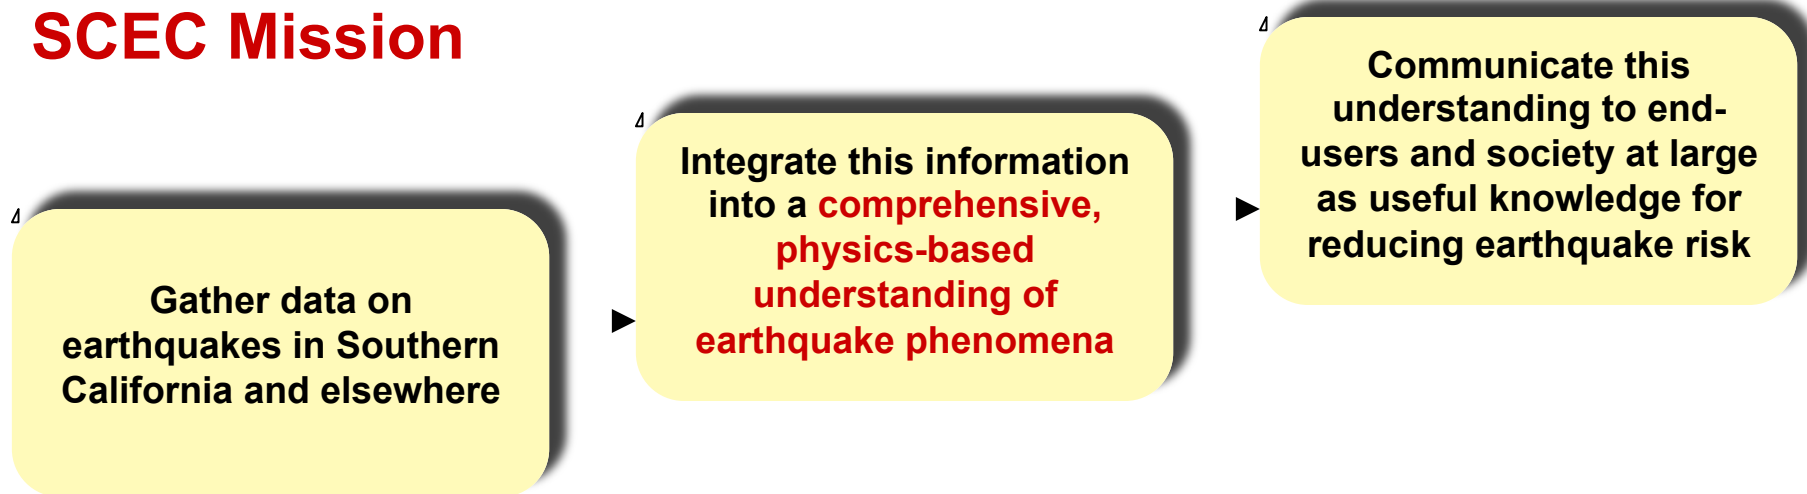 SCEC Mission
Gather data on
earthquakes in Southern
California and elsewhere
Integrate this information
into a comprehensive,
physics-based
understanding of
earthquake phenomena
Communicate this
understanding to end-
users and society at large
as useful knowledge for
reducing earthquake risk